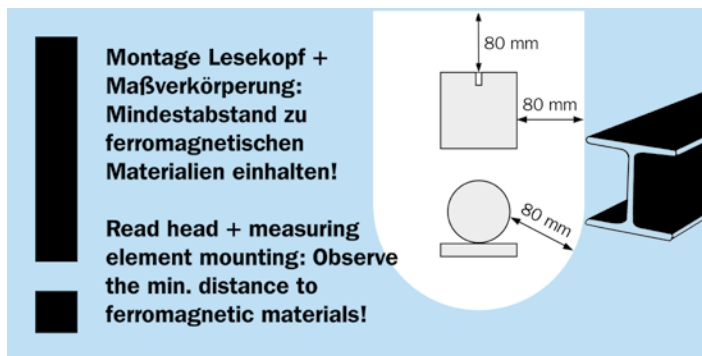 Montage Lesekopf +
Maßverkörperung:
Mindestabstand zu
ferromagnetischen
Materialien einhalten!
Read head + measuring
element mounting: Observe
the min. distance to
ferromagnetic materials!
80 mm
80 mm
80 mm